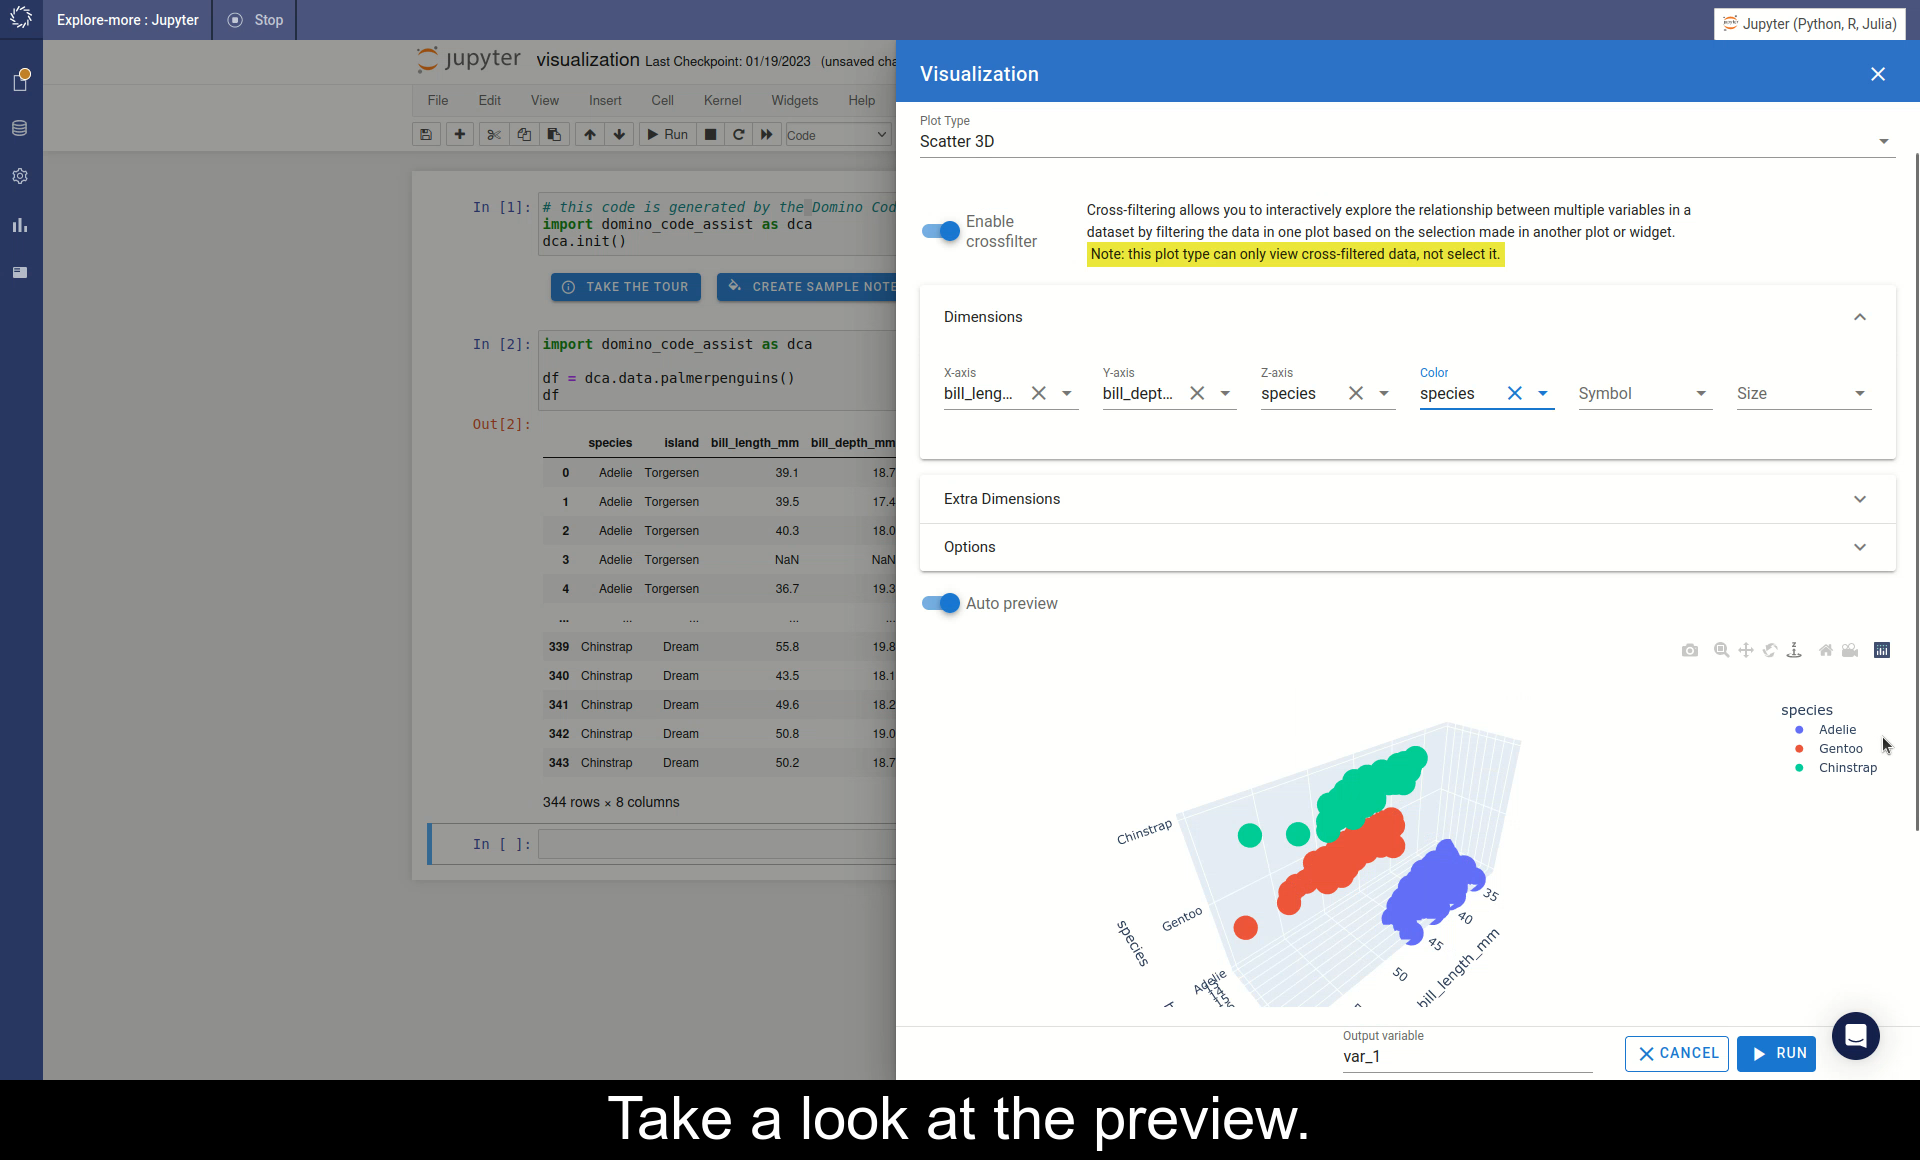 Explore-more : Jupyter
Stop
Jupyter (Python, R, Julia)
jupyter
visualization Last Checkpoint: 01/19/2023 (unsaved cha
File Edit View Insert Cell Kernel Widgets Help
Run Code
In [1]: # this code is generated by the Domino Cod
import domino_code_assist as dca
dca.init()
TAKE THE TOUR
CREATE SAMPLE NOTE
In [2]: import domino_code_assist as dca
df = dca.data.palmerpenguins()
df
Out[2]:
species island bill_length_mm bill_depth_mm
0 Adelie Torgersen 39.1 18.7
1 Adelie Torgersen 39.5 17.4
2 Adelie Torgersen 40.3 18.0
3 Adelie Torgersen NaN NaN
4 Adelie Torgersen 36.7 19.3
... ... ... ... ...
339 Chinstrap Dream 55.8 19.8
340 Chinstrap Dream 43.5 18.1
341 Chinstrap Dream 49.6 18.2
342 Chinstrap Dream 50.8 19.0
343 Chinstrap Dream 50.2 18.7
344 rows × 8 columns
In [ ]:
Visualization
Plot Type
Scatter 3D
Enable
crossfilter
Cross-filtering allows you to interactively explore the relationship between multiple variables in a
dataset by filtering the data in one plot based on the selection made in another plot or widget.
Note: this plot type can only view cross-filtered data, not select it.
Dimensions
X-axis Y-axis Z-axis Color
bill_leng... bill_dept... species species Symbol Size
Extra Dimensions
Options
Auto preview
species
Adelie
Gentoo
Chinstrap
Chinstrap
Gentoo
Adelie
species
35
40
45
50
bill_length_mm
Output variable
var_1
CANCEL
RUN
Take a look at the preview.